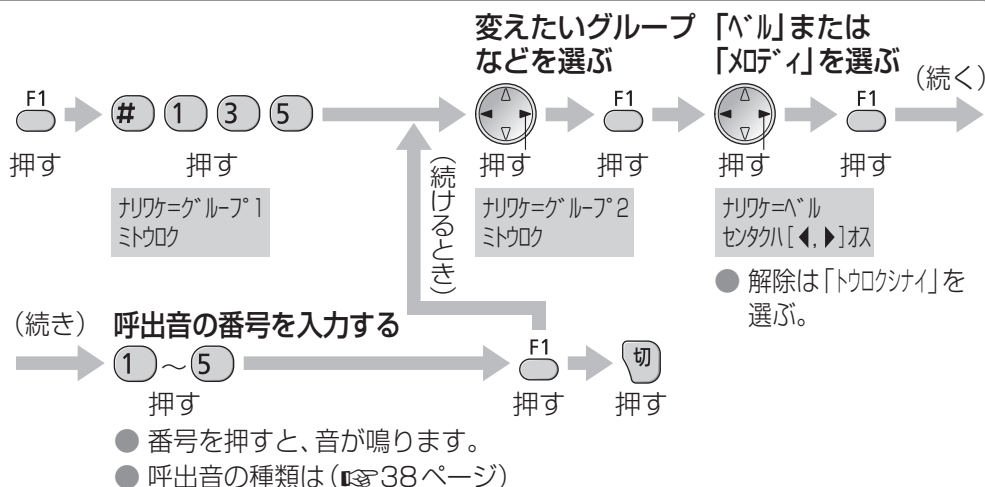 変えたいグループ
などを選ぶ
「ﾍﾞﾙ」または
「ﾒﾛﾃﾞｨ」を選ぶ
(続く)
F1
# 1 3 5
F1
F1
押す
押す
押す
押す
押す
押す
ﾅﾘﾜｹ=ｸﾞﾙｰﾌﾟ1
ﾐﾄｳﾛｸ
(続けるとき)
ﾅﾘﾜｹ=ｸﾞﾙｰﾌﾟ2
ﾐﾄｳﾛｸ
ﾅﾘﾜｹ=ﾍﾞﾙ
ｾﾝﾀｸﾊ[◀,▶]ｵｽ
● 解除は「ﾄｳﾛｸｼﾅｲ」を
選ぶ。
(続き)
呼出音の番号を入力する
1～5
F1
切
押す
押す
押す
● 番号を押すと、音が鳴ります。
● 呼出音の種類は(☞38ページ)